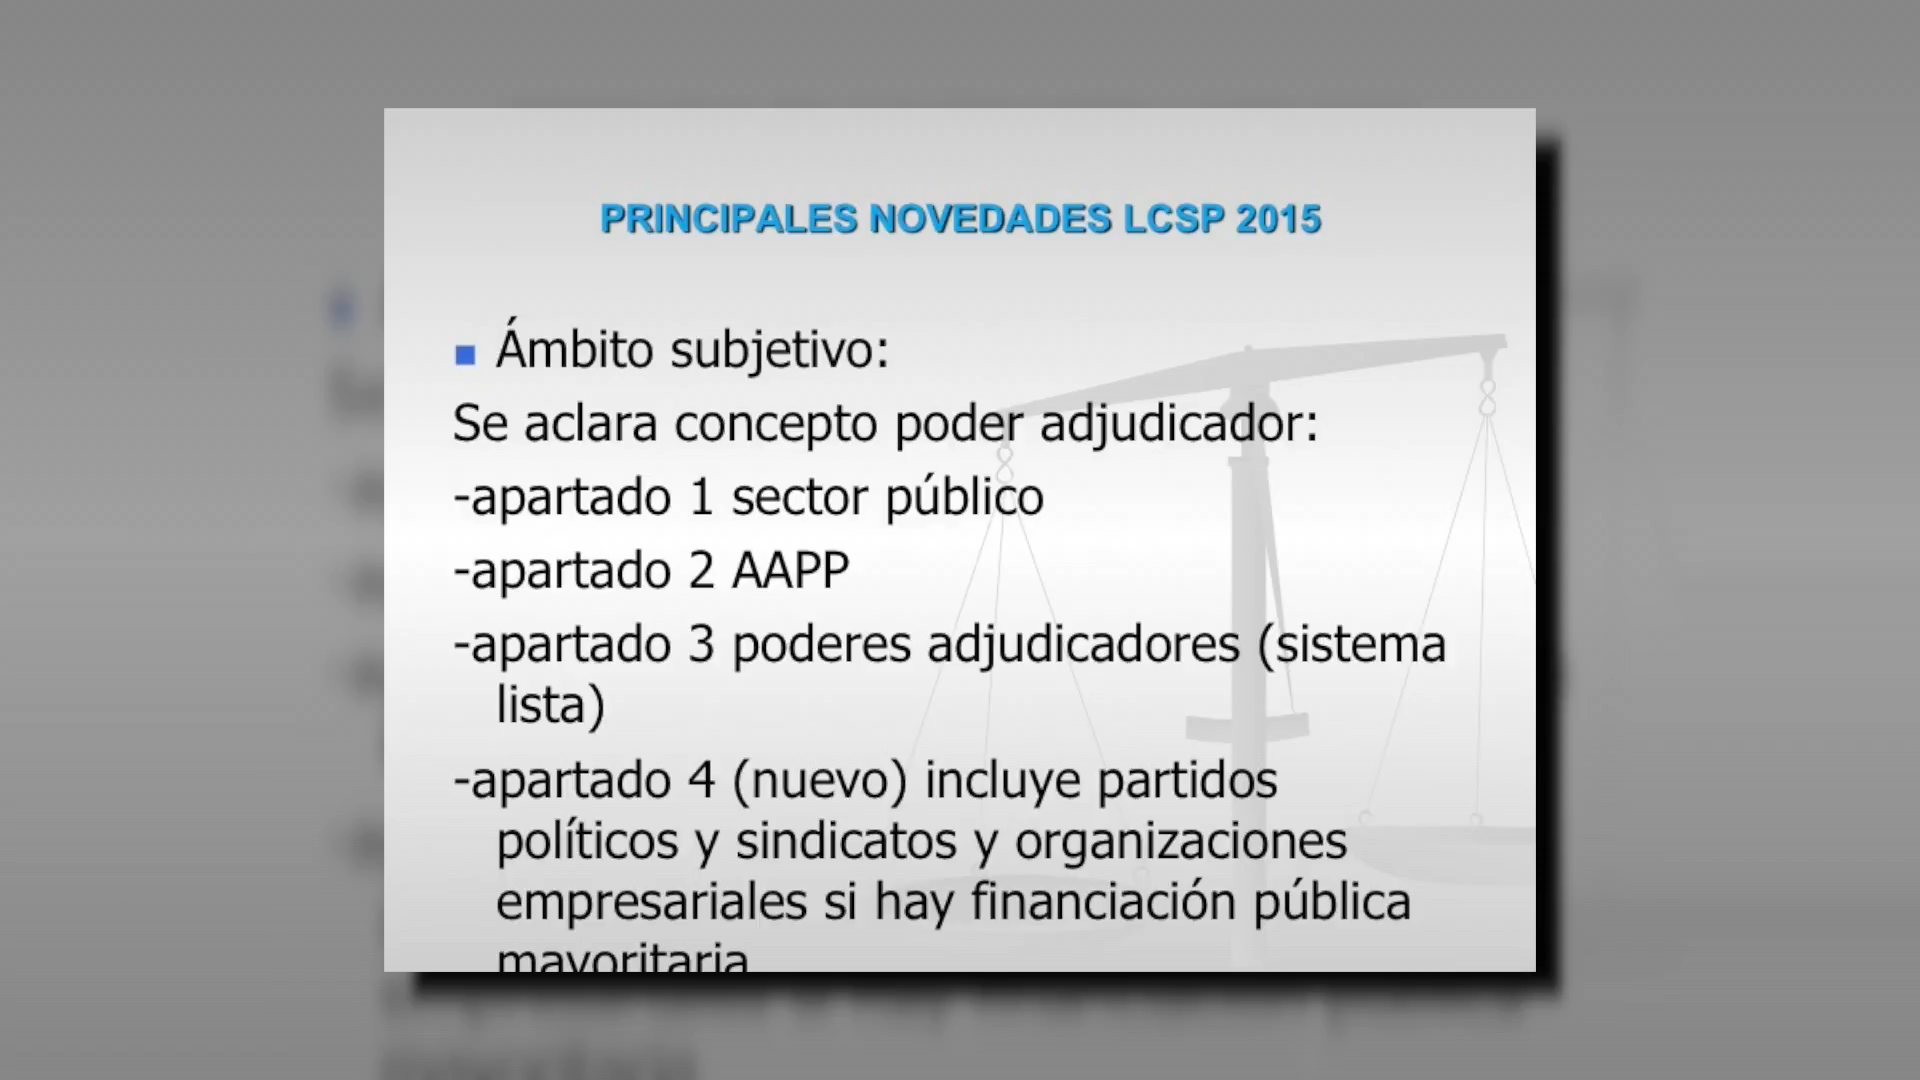 PRINCIPALES NOVEDADES LCSP 2015
Ámbito subjetivo:
Se aclara concepto poder adjudicador:
-apartado 1 sector público
-apartado 2 AAPP
-apartado 3 poderes adjudicadores (sistema
lista)
-apartado 4 (nuevo) incluye partidos
políticos y sindicatos y organizaciones
empresariales si hay financiación pública
mayoritaria